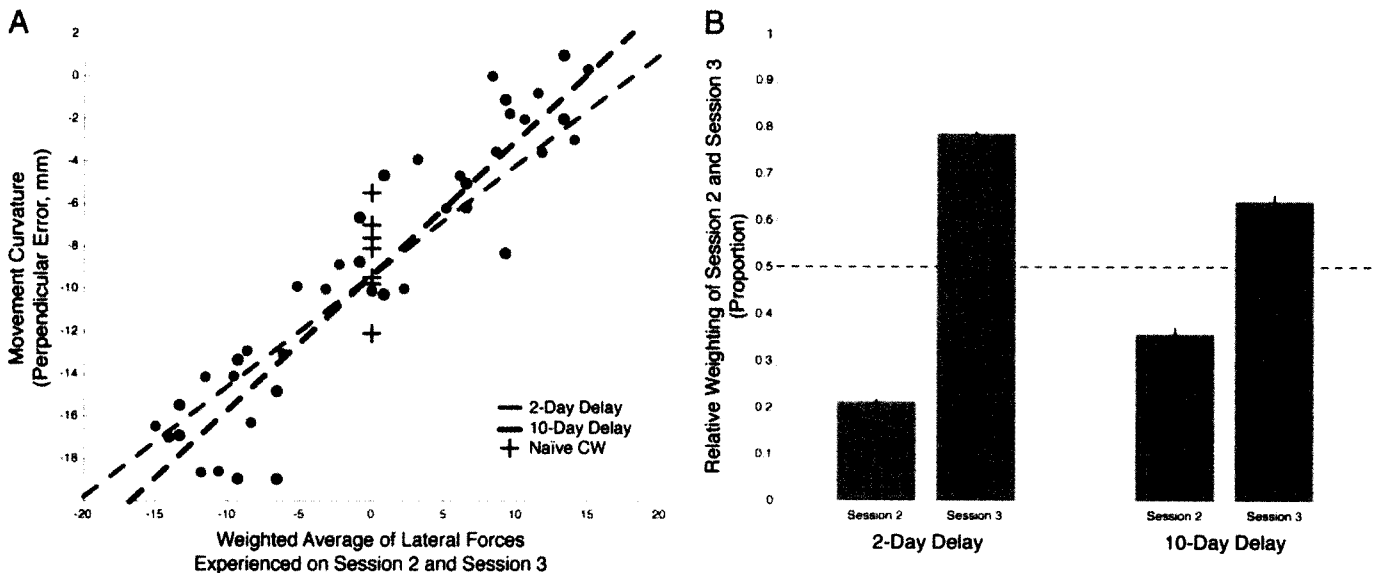 A
Movement Curvature
(Perpendicular Error, mm)
2
0
-2
-4
-6
-8
-10
-12
-14
-16
-18
-20
-15
-10
-5
0
5
10
15
20
2-Day Delay
10-Day Delay
Naïve CW
Weighted Average of Lateral Forces
Experienced on Session 2 and Session 3
B
Relative Weighting of Session 2 and Session 3
(Proportion)
1
0.9
0.8
0.7
0.6
0.5
0.4
0.3
0.2
0.1
0
Session 2
Session 3
Session 2
Session 3
2-Day Delay
10-Day Delay